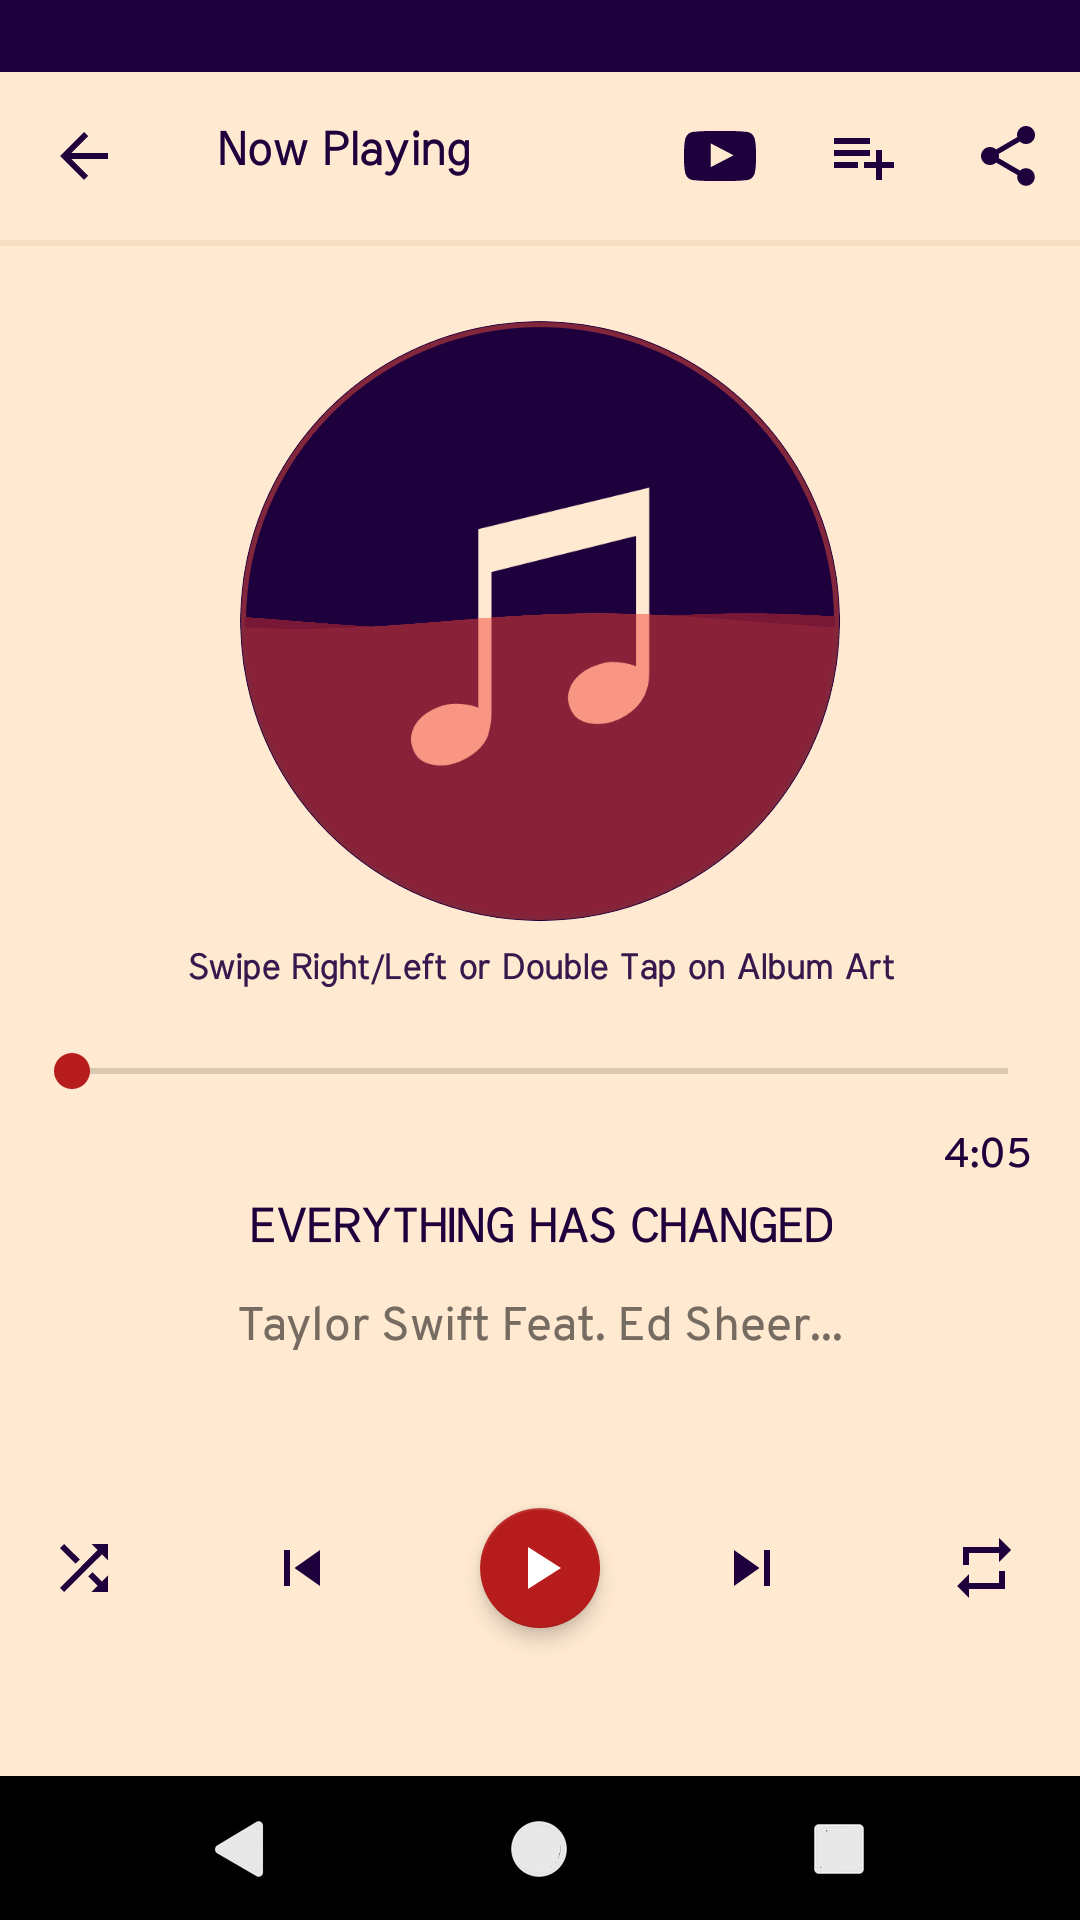 Now Playing
Swipe Right/Left or Double Tap on Album Art
4:05
EVERYTHING HAS CHANGED
Taylor Swift Feat. Ed Sheer...